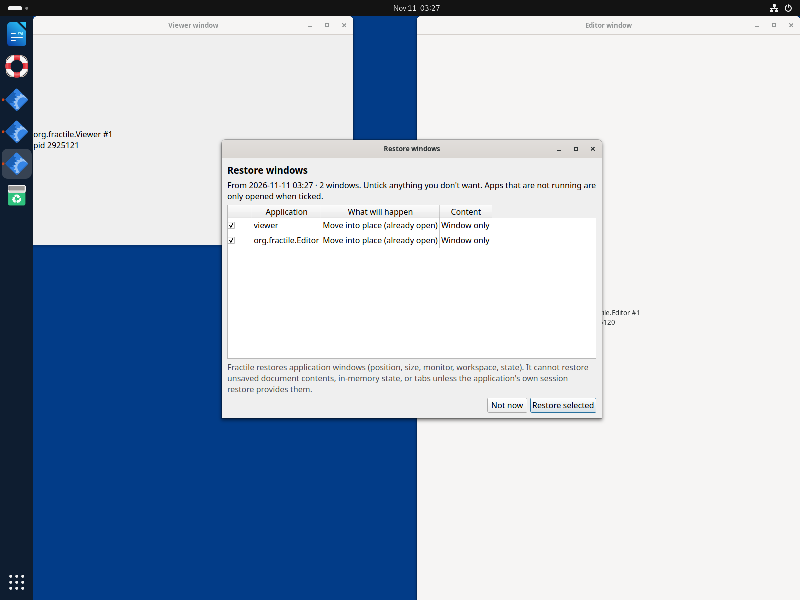 Nov 11  03:27
Viewer window
Editor window
org.fractile.Viewer #1
pid 2925121
Restore windows
Restore windows
From 2026-11-11 03:27 · 2 windows. Untick anything you don't want. Apps that are not running are
only opened when ticked.
Application What will happen Content
viewer Move into place (already open) Window only
org.fractile.Editor Move into place (already open) Window only
.Editor #1
120
Fractile restores application windows (position, size, monitor, workspace, state). It cannot restore
unsaved document contents, in-memory state, or tabs unless the application's own session
restore provides them.
Not now Restore selected